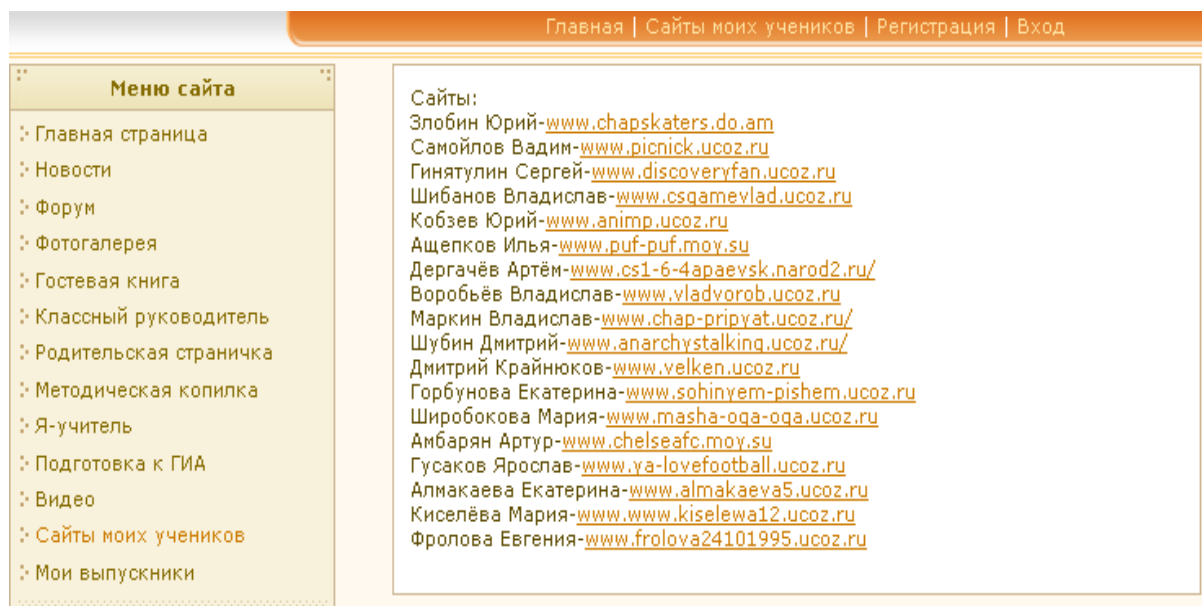 Главная | Сайты моих учеников | Регистрация | Вход
Меню сайта
Главная страница
Новости
Форум
Фотогалерея
Гостевая книга
Классный руководитель
Родительская страничка
Методическая копилка
Я-учитель
Подготовка к ГИА
Видео
Сайты моих учеников
Мои выпускники
Сайты:
Злобин Юрий-www.chapskaters.do.am
Самойлов Вадим-www.picnick.ucoz.ru
Гинятулин Сергей-www.discoveryfan.ucoz.ru
Шибанов Владислав-www.csgamevlad.ucoz.ru
Кобзев Юрий-www.animp.ucoz.ru
Ащепков Илья-www.puf-puf.moy.su
Дергачёв Артём-www.cs1-6-4apaevsk.narod2.ru/
Воробьёв Владислав-www.vladvorob.ucoz.ru
Маркин Владислав-www.chap-pripyat.ucoz.ru/
Шубин Дмитрий-www.anarchystalking.ucoz.ru/
Дмитрий Крайнюков-www.velken.ucoz.ru
Горбунова Екатерина-www.sohinyem-pishem.ucoz.ru
Широбокова Мария-www.masha-oga-oga.ucoz.ru
Амбарян Артур-www.chelseafc.moy.su
Гусаков Ярослав-www.ya-lovefootball.ucoz.ru
Алмакаева Екатерина-www.almakaeva5.ucoz.ru
Киселёва Мария-www.www.kiselewa12.ucoz.ru
Фролова Евгения-www.frolova24101995.ucoz.ru